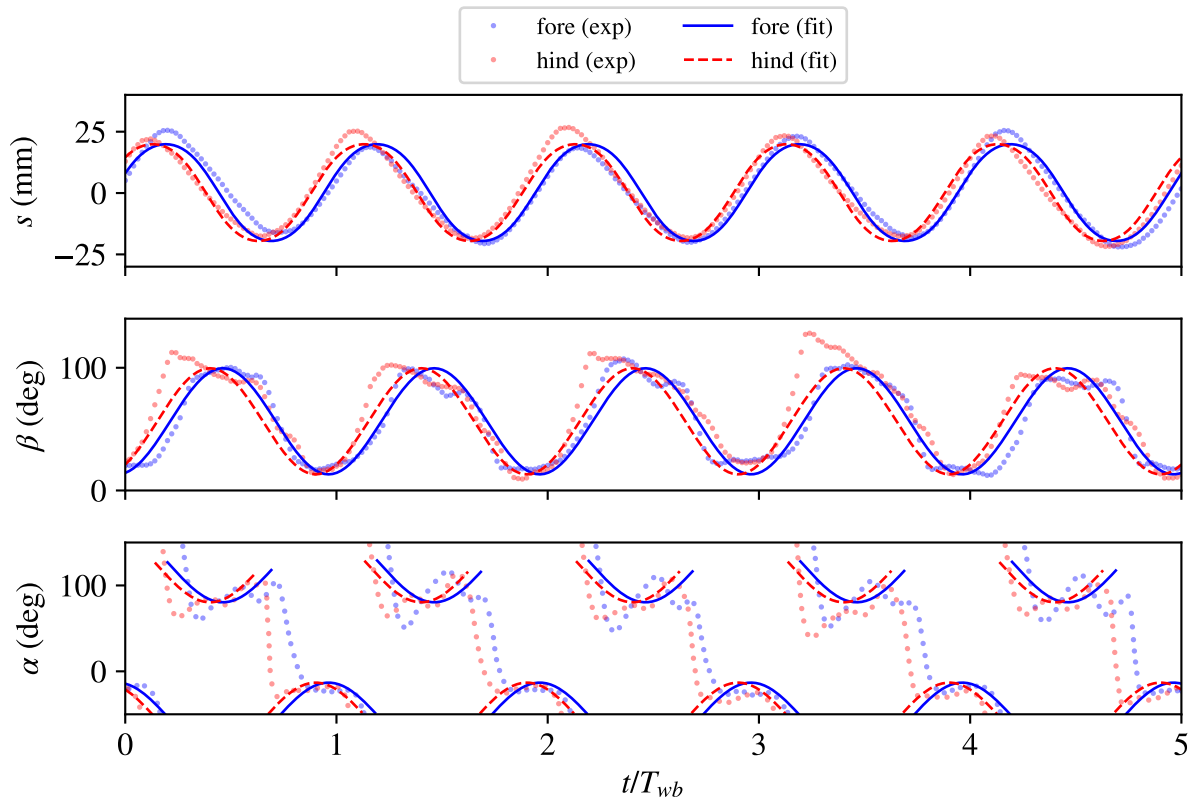 fore (exp)
hind (exp)
fore (fit)
hind (fit)
s (mm)
25
0
−25
β (deg)
100
0
α (deg)
100
0
0 1 2 3 4 5
t/T_wb